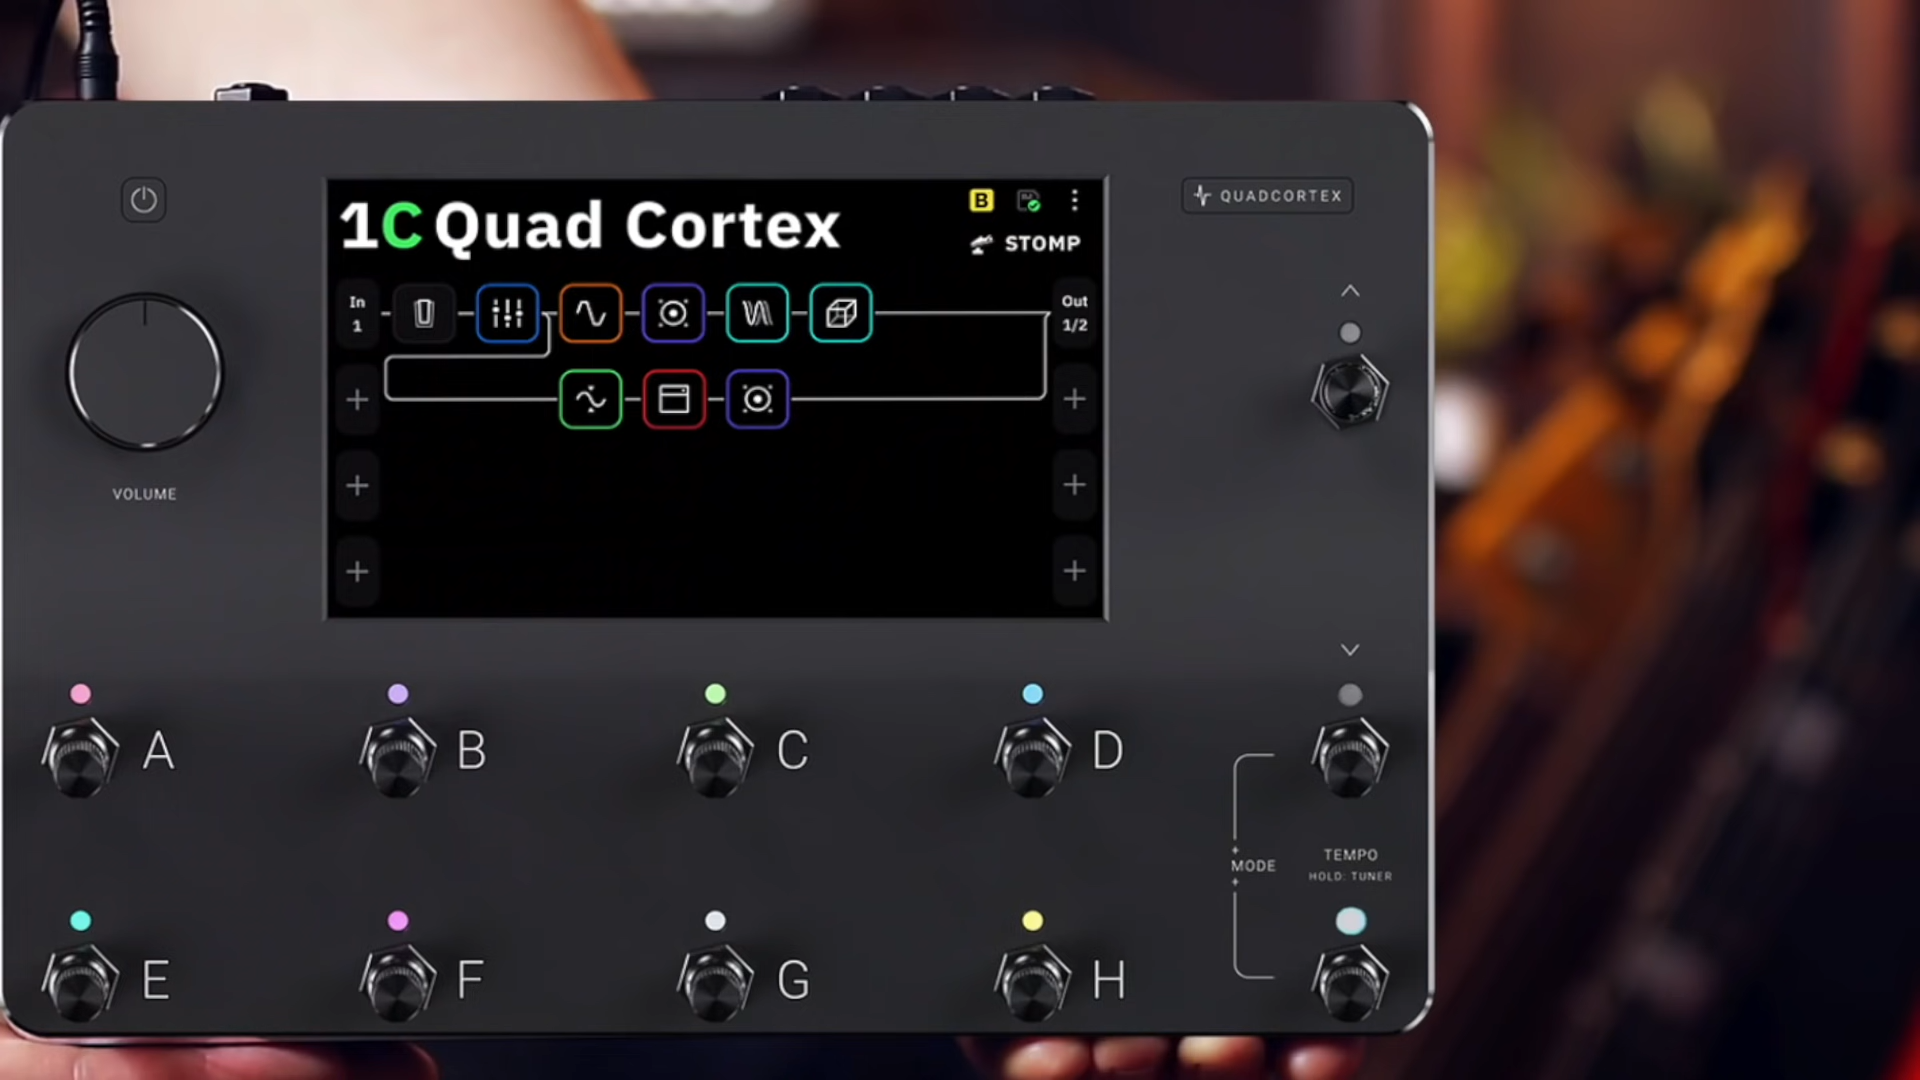 1C Quad Cortex
B
STOMP
In
1
Out
1/2
QUADCORTEX
VOLUME
A
B
C
D
MODE
TEMPO
HOLD: TUNER
E
F
G
H